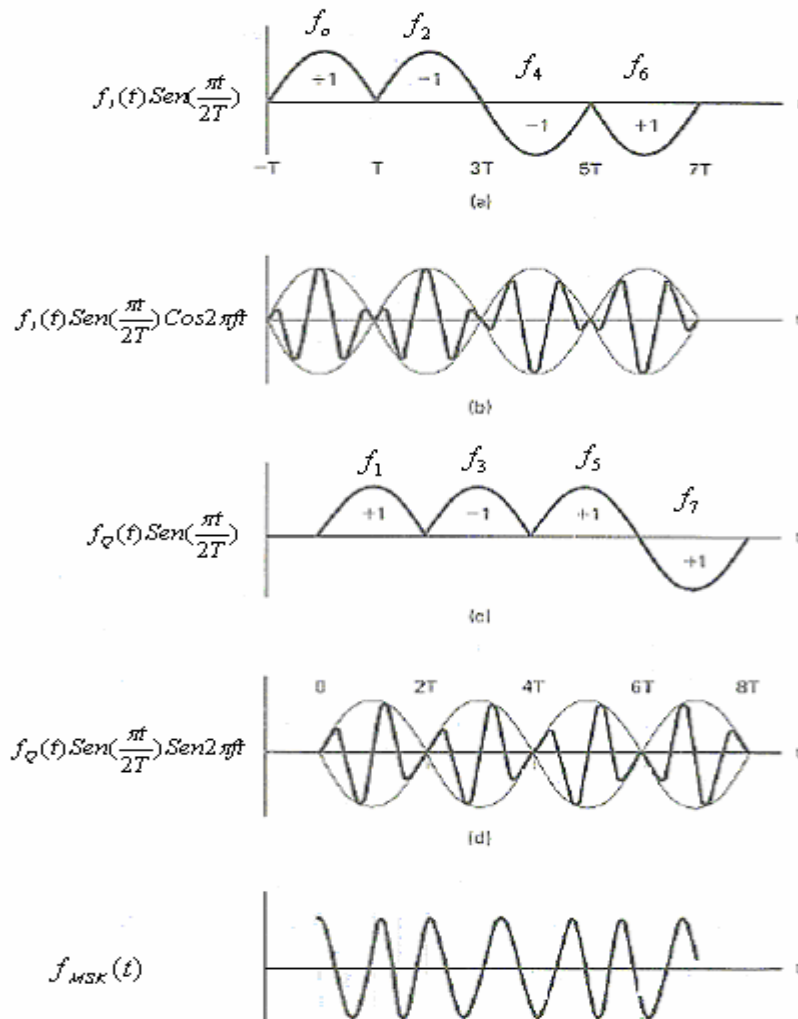 f_o f_2
f_I(t)Sen(πt/2T) +1 -1 f_4 f_6
-1 +1
-T T 3T 5T 7T
(a)
f_I(t)Sen(πt/2T)Cos2πft
(b)
f_1 f_3 f_5
f_Q(t)Sen(πt/2T) +1 -1 +1 f_7
+1
(c)
0 2T 4T 6T 8T
f_Q(t)Sen(πt/2T)Sen2πft
(d)
f_MSK(t)